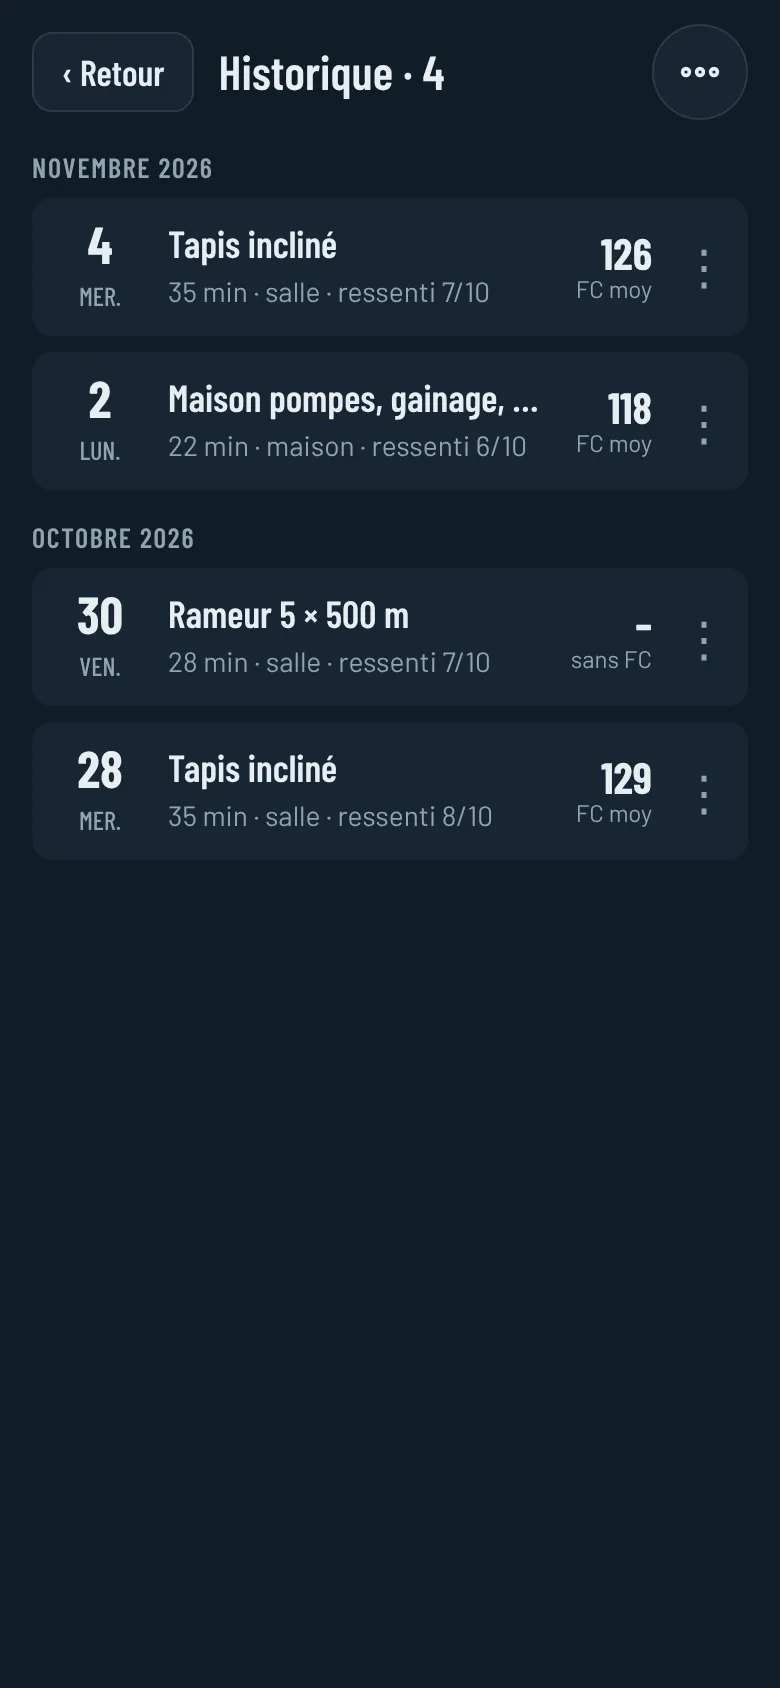 ‹ Retour
Historique · 4
NOVEMBRE 2026
4
MER.
Tapis incliné
35 min · salle · ressenti 7/10
126
FC moy
2
LUN.
Maison pompes, gainage, ...
22 min · maison · ressenti 6/10
118
FC moy
OCTOBRE 2026
30
VEN.
Rameur 5 × 500 m
28 min · salle · ressenti 7/10
–
sans FC
28
MER.
Tapis incliné
35 min · salle · ressenti 8/10
129
FC moy